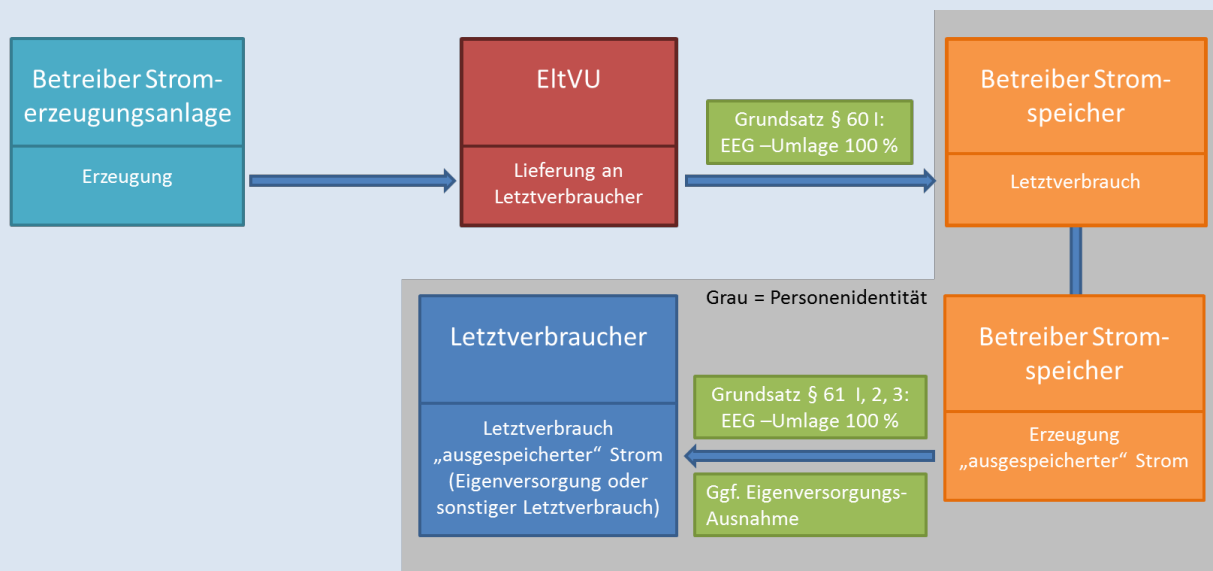 Betreiber Strom-
erzeugungsanlage
Erzeugung
EltVU
Lieferung an
Letztverbraucher
Grundsatz § 60 I:
EEG –Umlage 100 %
Betreiber Strom-
speicher
Letztverbrauch
Grau = Personenidentität
Betreiber Strom-
speicher
Erzeugung
„ausgespeicherter“ Strom
Grundsatz § 61 I, 2, 3:
EEG –Umlage 100 %
Ggf. Eigenversorgungs-
Ausnahme
Letztverbraucher
Letztverbrauch
„ausgespeicherter“ Strom
(Eigenversorgung oder
sonstiger Letztverbrauch)